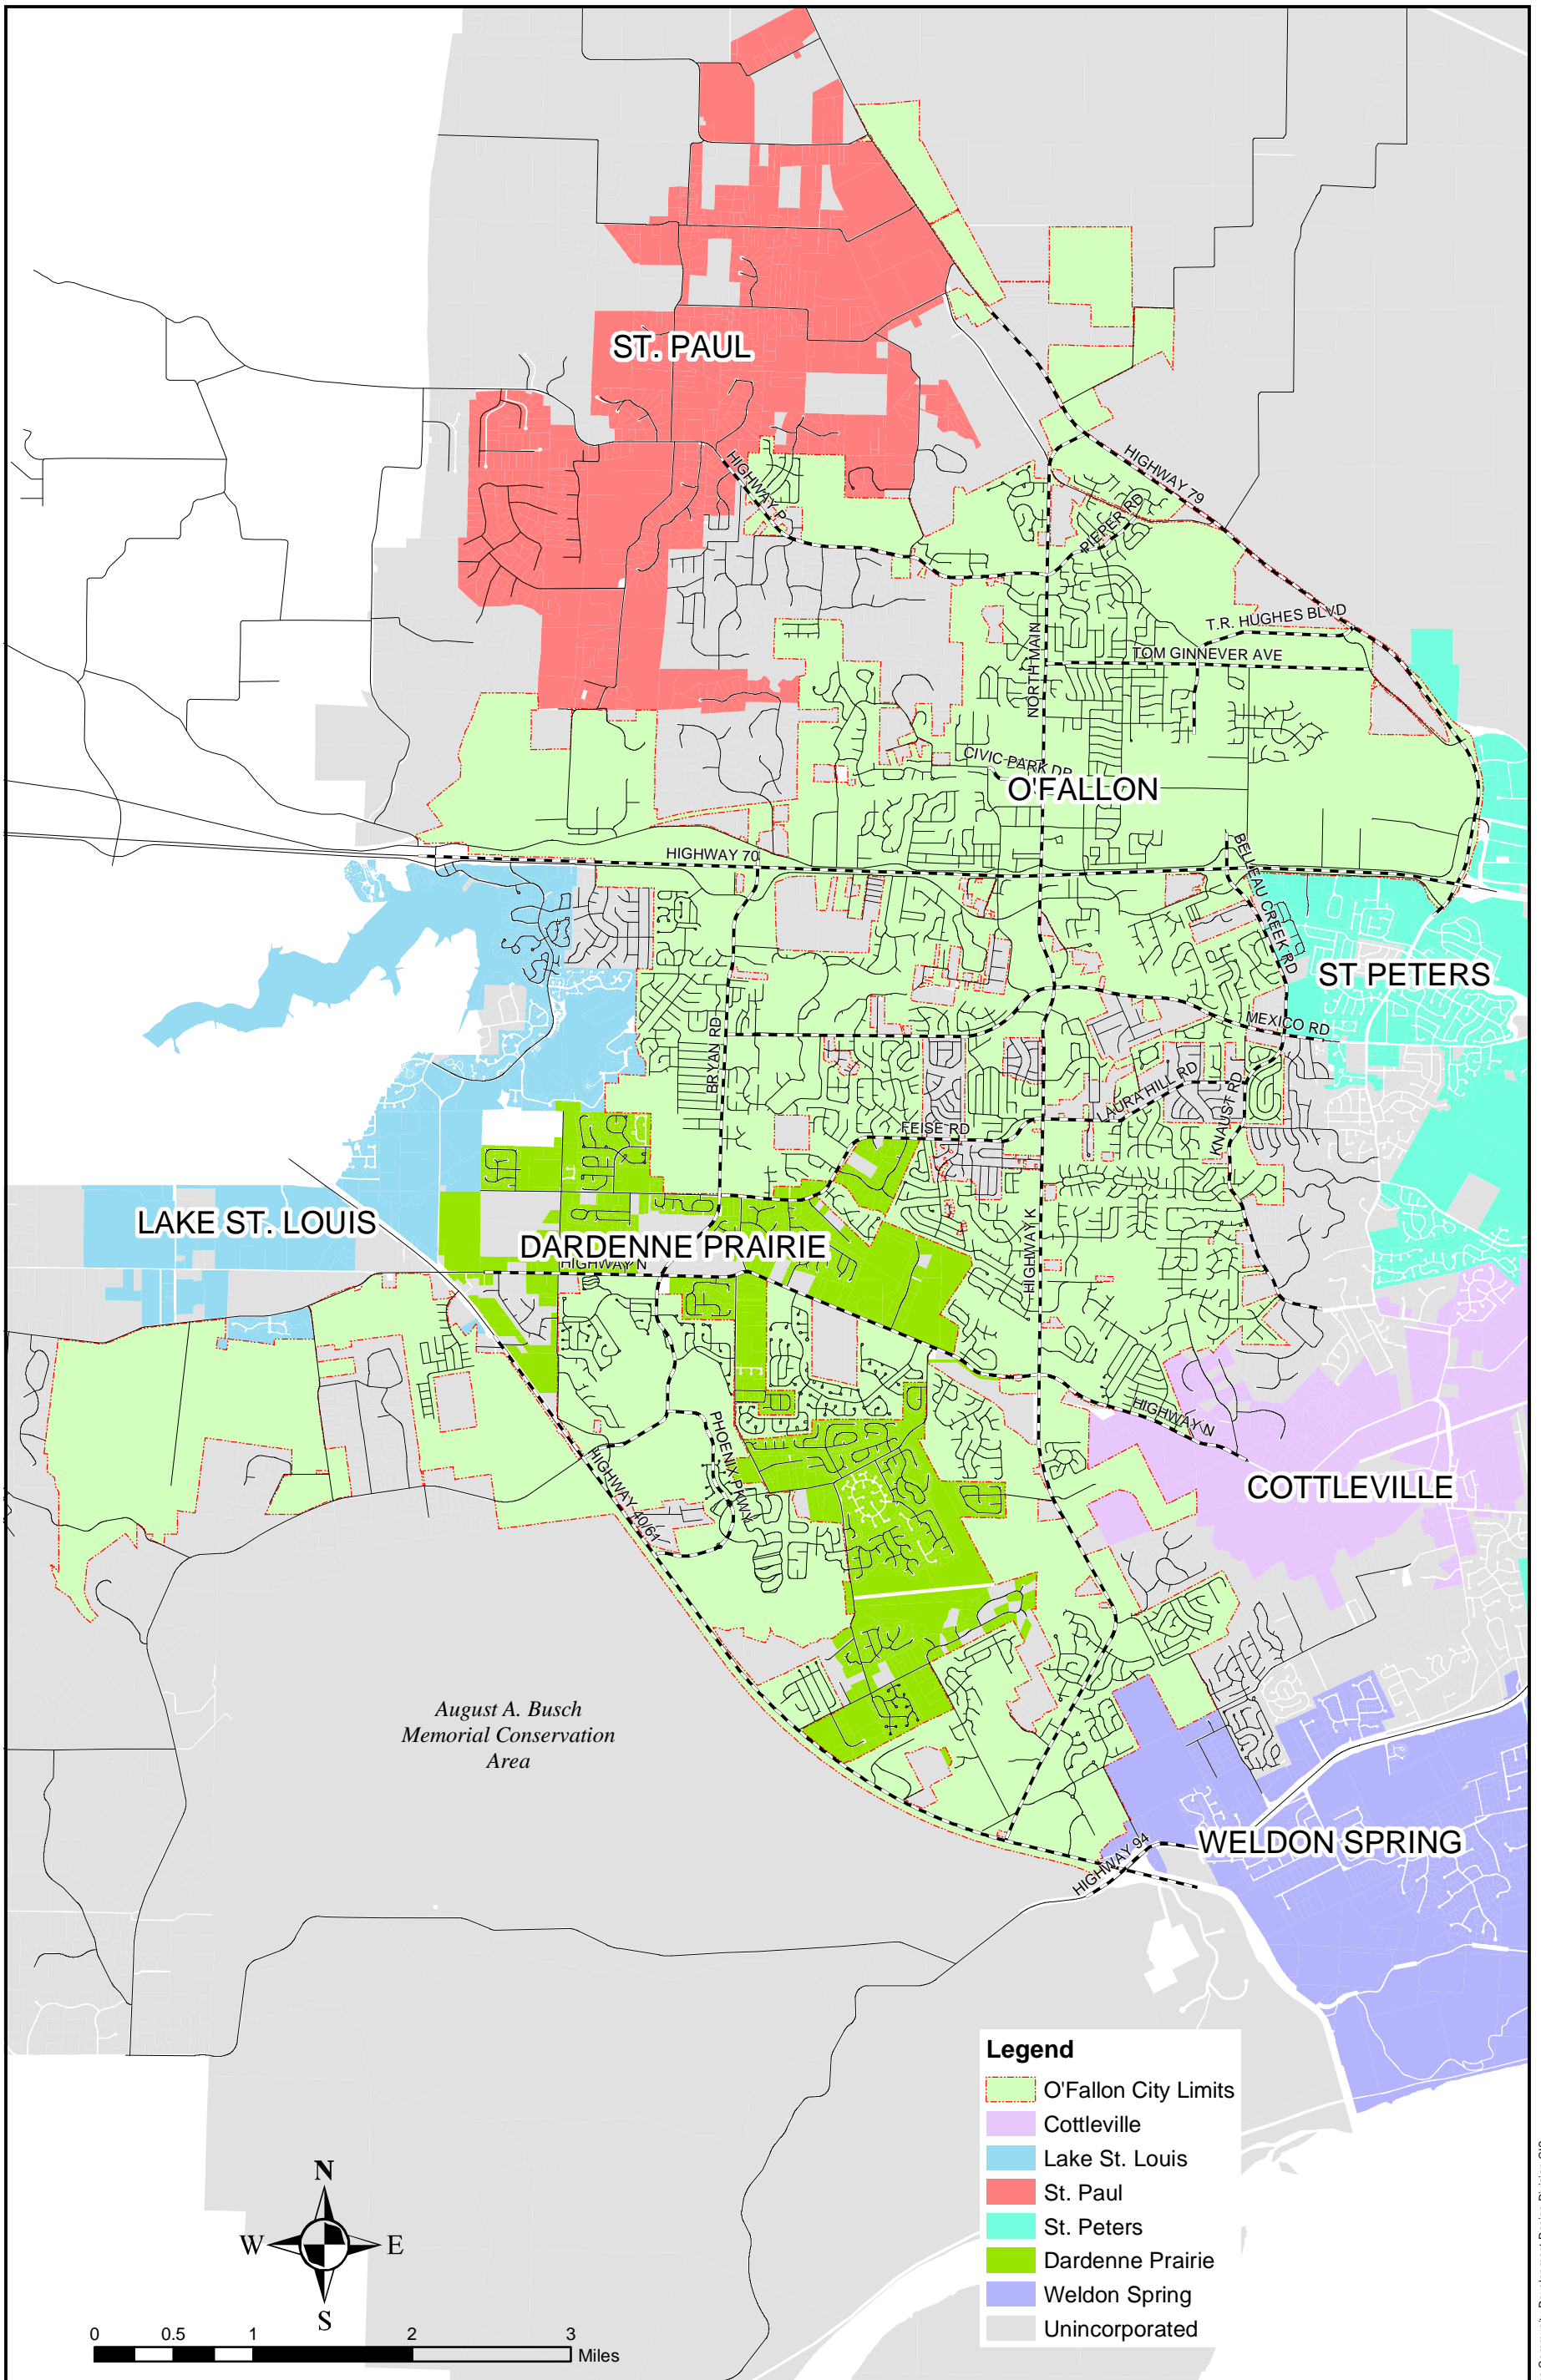 ST. PAUL
HIGHWAY P
HIGHWAY 79
PIEPER RD
T.R. HUGHES BLVD
TOM GINNEVER AVE
NORTH MAIN
CIVIC PARK DR
O'FALLON
HIGHWAY 70
BELLEAU CREEK RD
ST PETERS
MEXICO RD
BRYAN RD
LAURA HILL RD
KNAUST RD
FEISE RD
LAKE ST. LOUIS
DARDENNE PRAIRIE
HIGHWAY N
HIGHWAY K
HIGHWAY N
PHOENIX PKWY
HIGHWAY 40/61
COTTLEVILLE
August A. Busch
Memorial Conservation
Area
WELDON SPRING
HIGHWAY 94
Legend
O'Fallon City Limits
Cottleville
Lake St. Louis
St. Paul
St. Peters
Dardenne Prairie
Weldon Spring
Unincorporated
N
W E
S
0 0.5 1 2 3
Miles